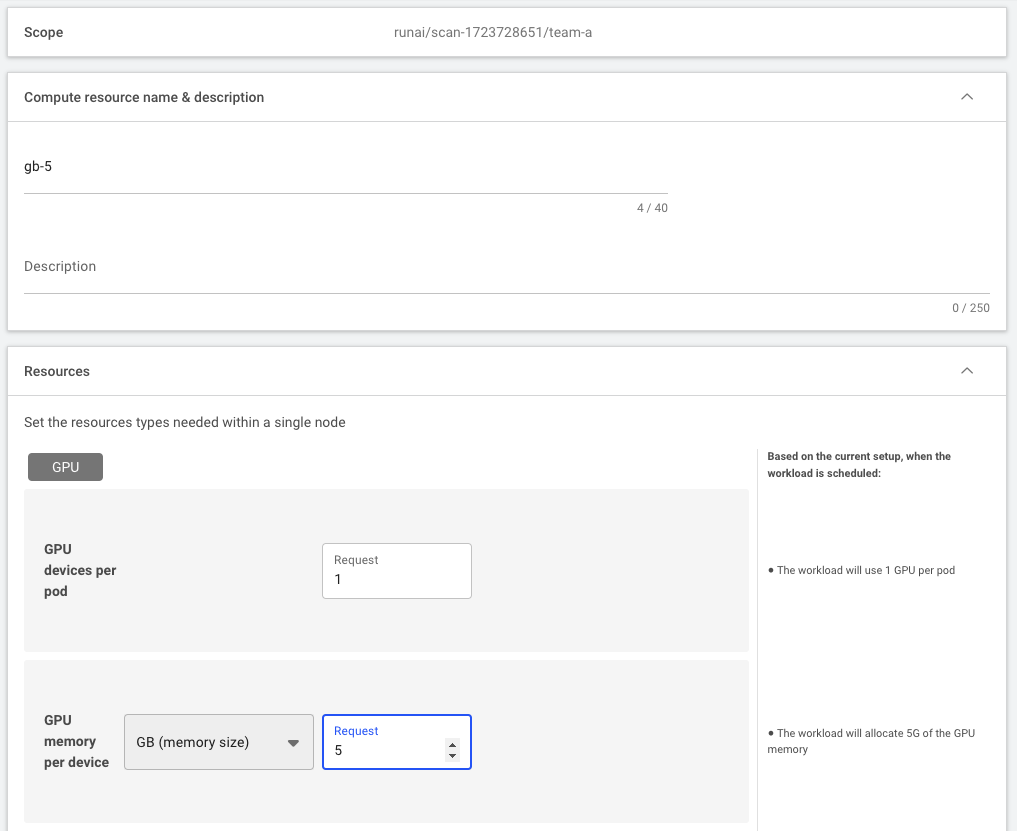 Scope runai/scan-1723728651/team-a
Compute resource name & description
gb-5
4 / 40
Description
0 / 250
Resources
Set the resources types needed within a single node
GPU
Based on the current setup, when the
workload is scheduled:
GPU
devices per
pod
Request
1
• The workload will use 1 GPU per pod
GPU
memory
per device
GB (memory size)
Request
5
• The workload will allocate 5G of the GPU
memory